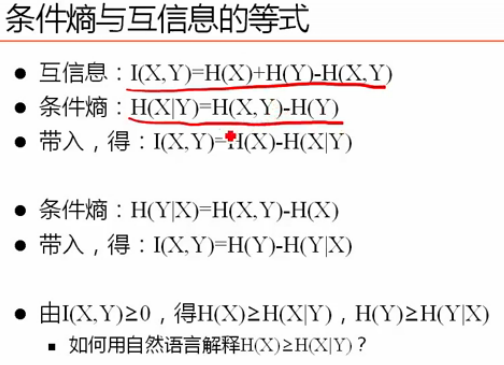 条件熵与互信息的等式
● 互信息：I(X,Y)=H(X)+H(Y)-H(X,Y)
● 条件熵：H(X|Y)=H(X,Y)-H(Y)
● 带入，得：I(X,Y)=H(X)-H(X|Y)
● 条件熵：H(Y|X)=H(X,Y)-H(X)
● 带入，得：I(X,Y)=H(Y)-H(Y|X)
● 由I(X,Y)≥0，得H(X)≥H(X|Y)，H(Y)≥H(Y|X)
■ 如何用自然语言解释H(X)≥H(X|Y)？